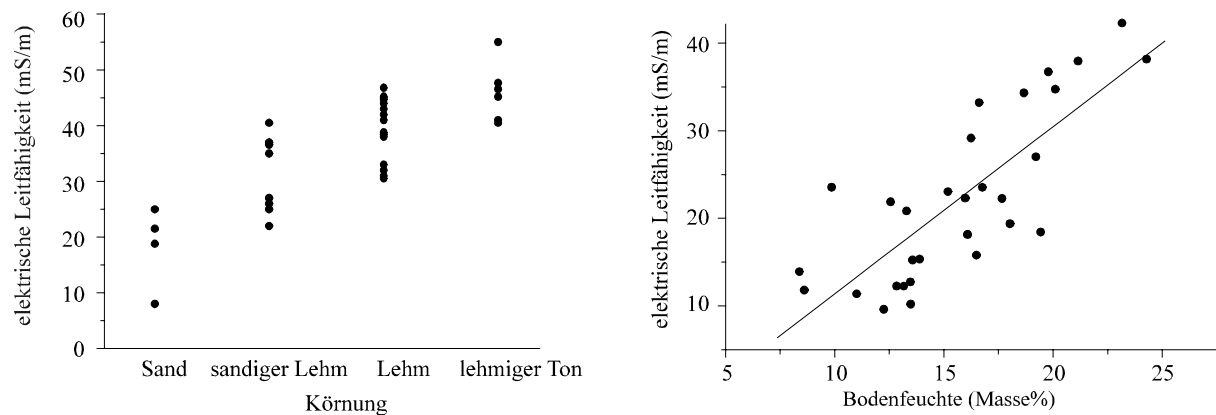 elektrische Leitfähigkeit (mS/m)
60
50
40
30
20
10
0
Sand sandiger Lehm Lehm lehmiger Ton
Körnung
elektrische Leitfähigkeit (mS/m)
40
30
20
10
5 10 15 20 25
Bodenfeuchte (Masse%)